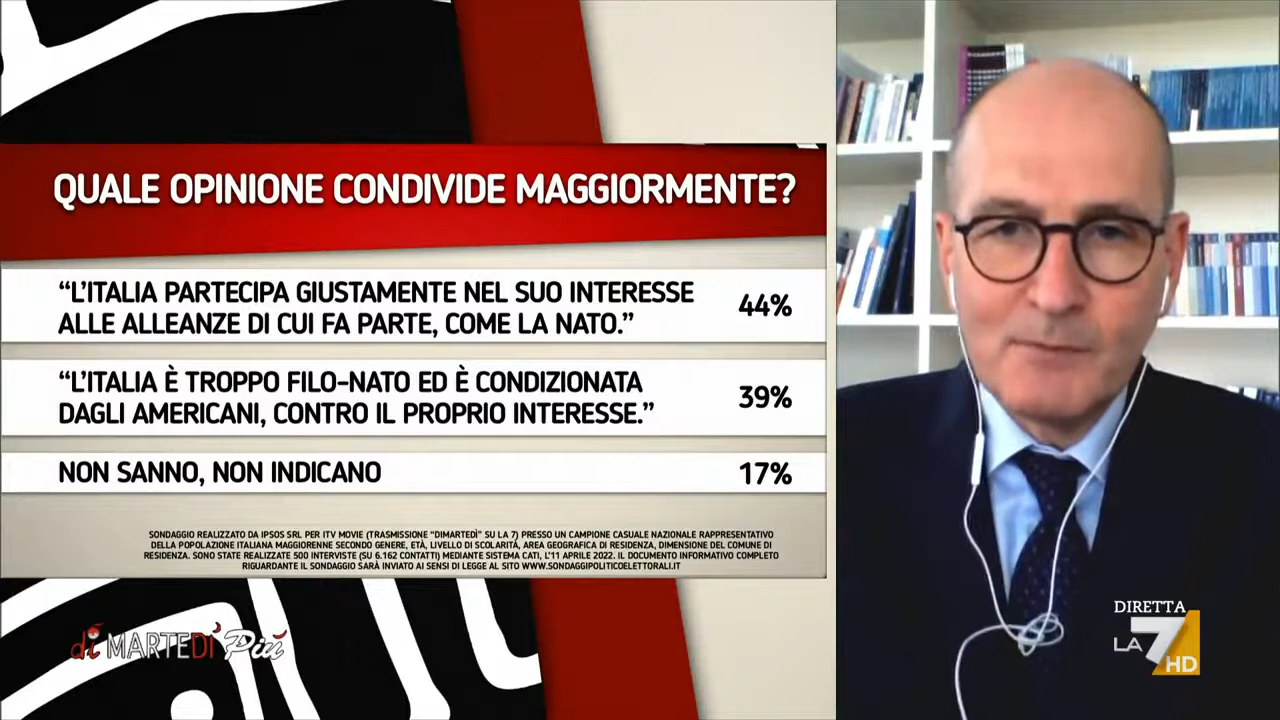 QUALE OPINIONE CONDIVIDE MAGGIORMENTE?
“L’ITALIA PARTECIPA GIUSTAMENTE NEL SUO INTERESSE
ALLE ALLEANZE DI CUI FA PARTE, COME LA NATO.”
44%
“L’ITALIA È TROPPO FILO-NATO ED È CONDIZIONATA
DAGLI AMERICANI, CONTRO IL PROPRIO INTERESSE.”
39%
NON SANNO, NON INDICANO
17%
SONDAGGIO REALIZZATO DA IPSOS SRL PER ITV MOVIE (TRASMISSIONE “DIMARTEDÌ” SU LA 7) PRESSO UN CAMPIONE CASUALE NAZIONALE RAPPRESENTATIVO
DELLA POPOLAZIONE ITALIANA MAGGIORENNE SECONDO GENERE, ETÀ, LIVELLO DI SCOLARITÀ, AREA GEOGRAFICA DI RESIDENZA, DIMENSIONE DEL COMUNE DI
RESIDENZA. SONO STATE REALIZZATE 500 INTERVISTE (SU 6.162 CONTATTI) MEDIANTE SISTEMA CATI, L’11 APRILE 2022. IL DOCUMENTO INFORMATIVO COMPLETO
RIGUARDANTE IL SONDAGGIO SARÀ INVIATO AI SENSI DI LEGGE AL SITO WWW.SONDAGGIPOLITICOELETTORALI.IT
di MARTEDÌ Più
DIRETTA
LA 7 HD